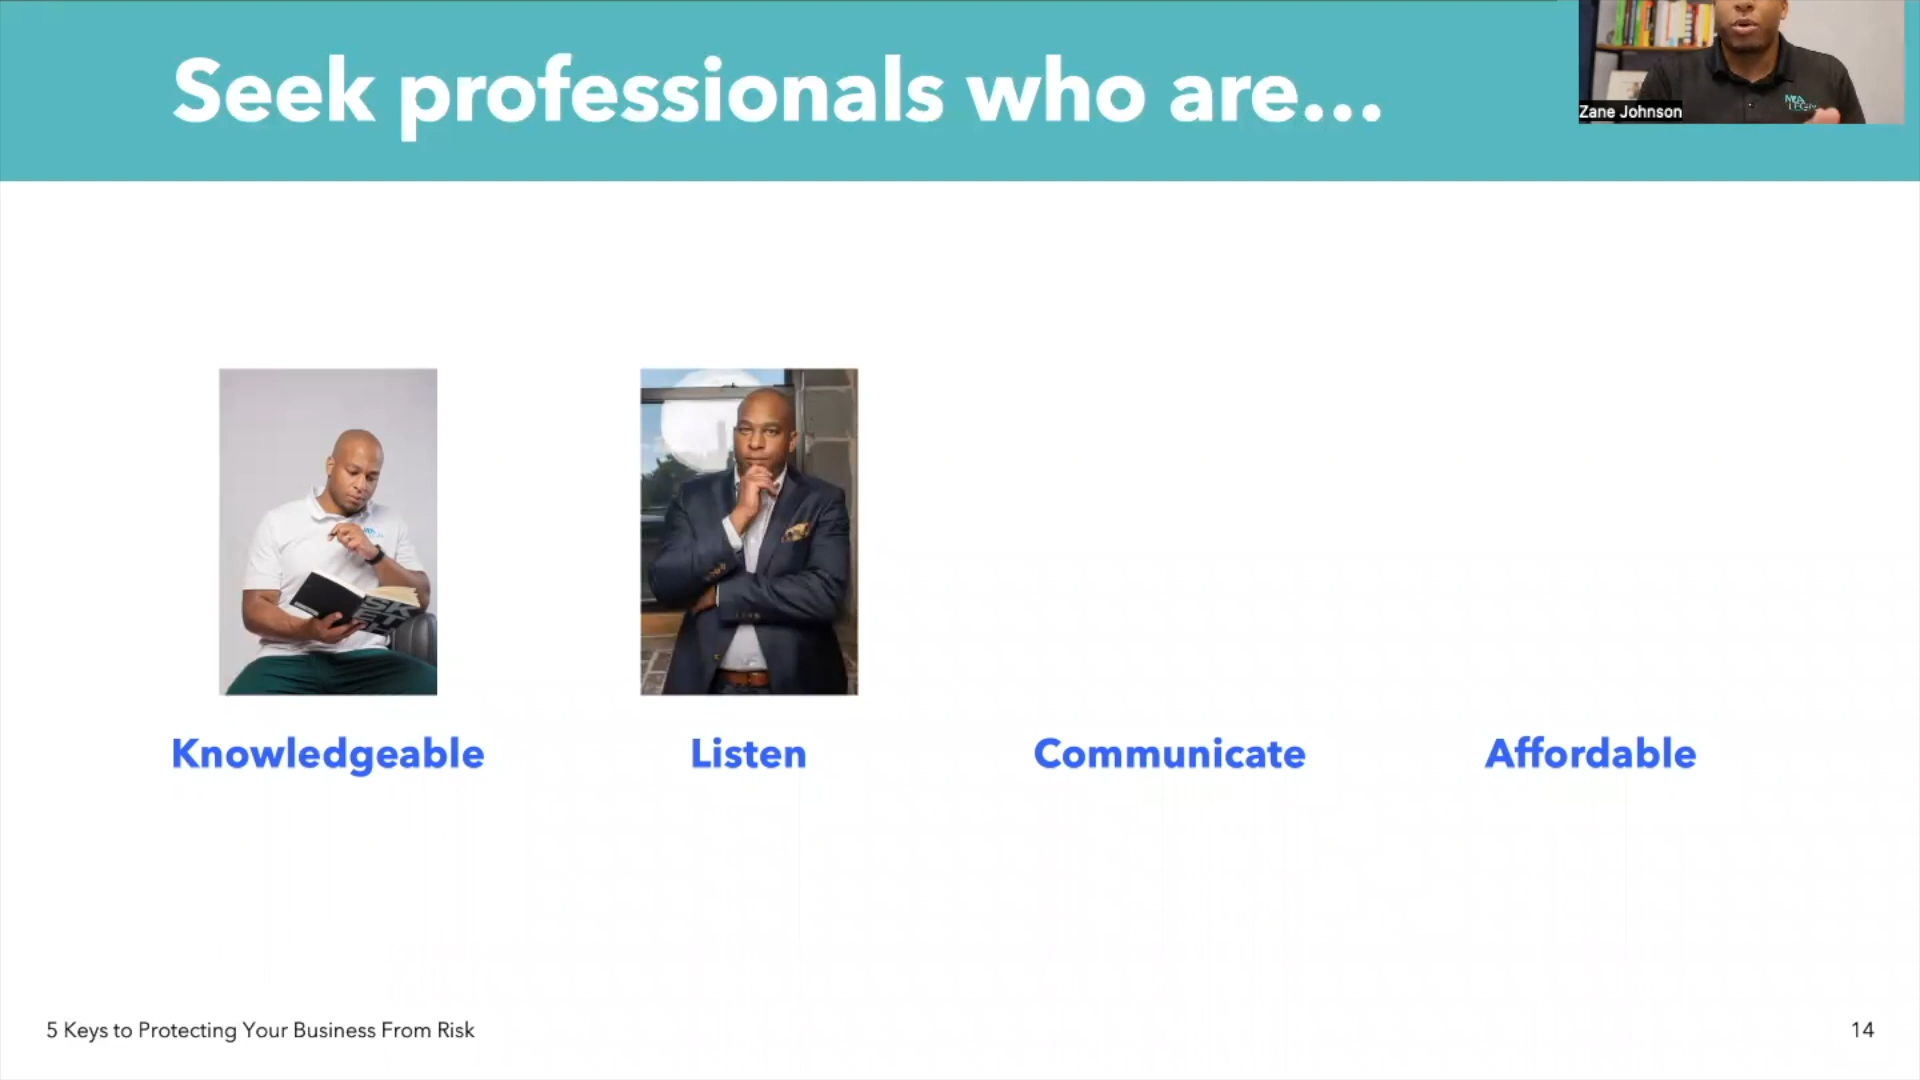 Seek professionals who are...
Zane Johnson
Knowledgeable
Listen
Communicate
Affordable
5 Keys to Protecting Your Business From Risk
14